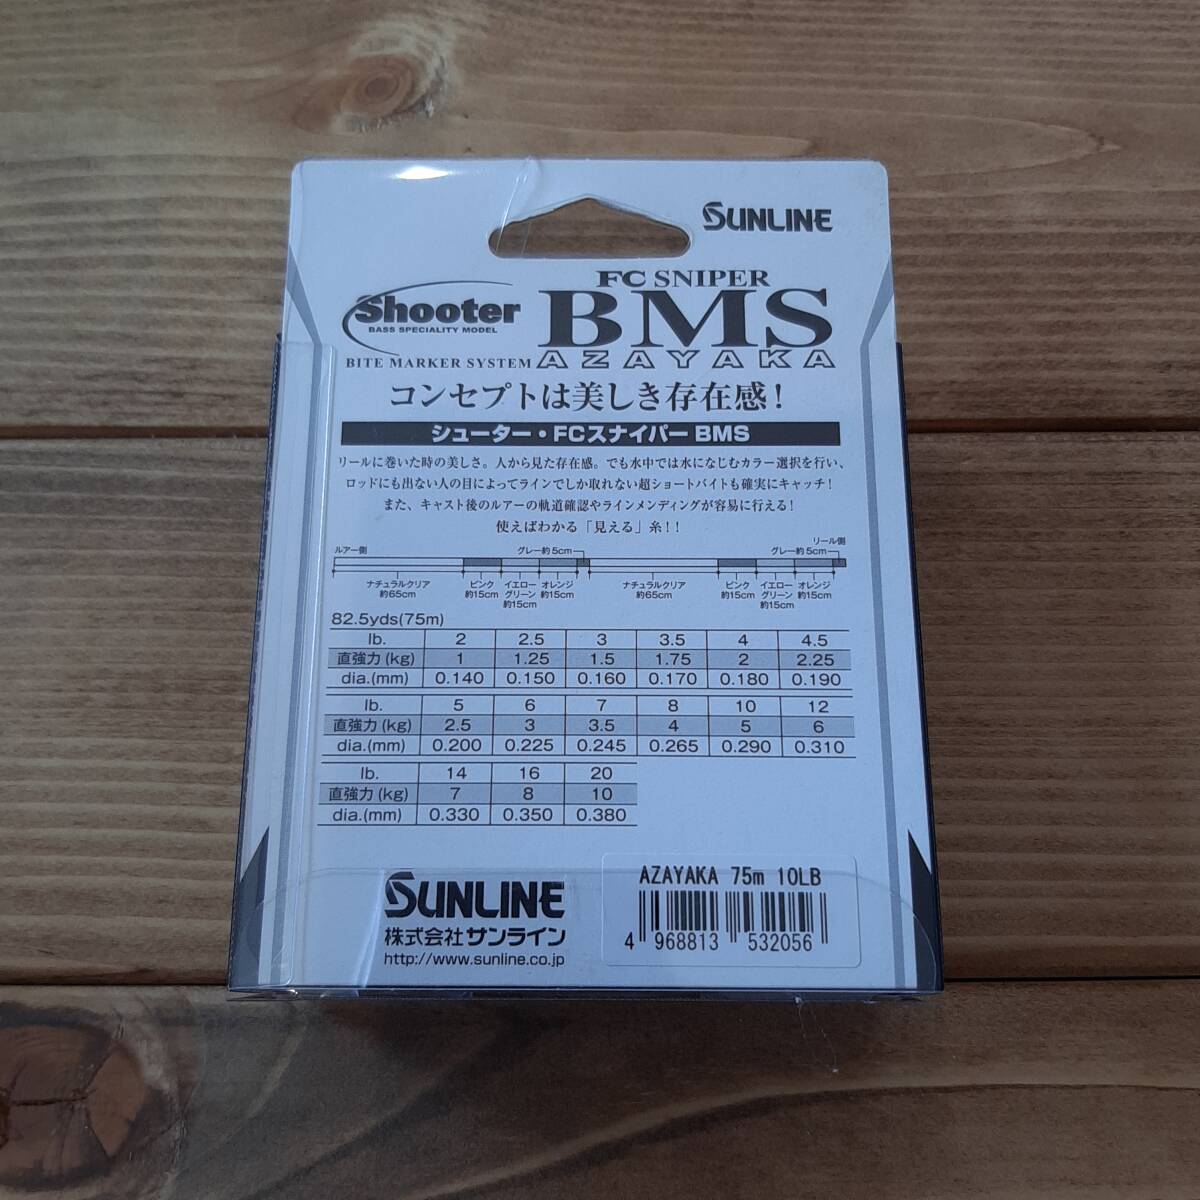 SUNLINE
FC SNIPER
Shooter
BASS SPECIALITY MODEL
BMS
BITE MARKER SYSTEM AZAYAKA
コンセプトは美しき存在感!
シューター・FCスナイパー BMS
リールに巻いた時の美しさ。人から見た存在感。でも水中では水になじむカラー選択を行い、
ロッドにも出ない人の目によってラインでしか取れない超ショートバイトも確実にキャッチ!
また、キャスト後のルアーの軌道確認やラインメンディングが容易に行える!
使えばわかる「見える」糸!!
リール側
ルアー側 グレー約5cm グレー約5cm
ナチュラルクリア ピンク イエロー オレンジ ナチュラルクリア ピンク イエロー オレンジ
約65cm 約15cm グリーン 約15cm 約65cm 約15cm グリーン 約15cm
約15cm 約15cm
82.5yds(75m)
lb. 2 2.5 3 3.5 4 4.5
直強力(kg) 1 1.25 1.5 1.75 2 2.25
dia.(mm) 0.140 0.150 0.160 0.170 0.180 0.190
lb. 5 6 7 8 10 12
直強力(kg) 2.5 3 3.5 4 5 6
dia.(mm) 0.200 0.225 0.245 0.265 0.290 0.310
lb. 14 16 20
直強力(kg) 7 8 10
dia.(mm) 0.330 0.350 0.380
SUNLINE
株式会社サンライン
http://www.sunline.co.jp
AZAYAKA 75m 10LB
4 968813 532056